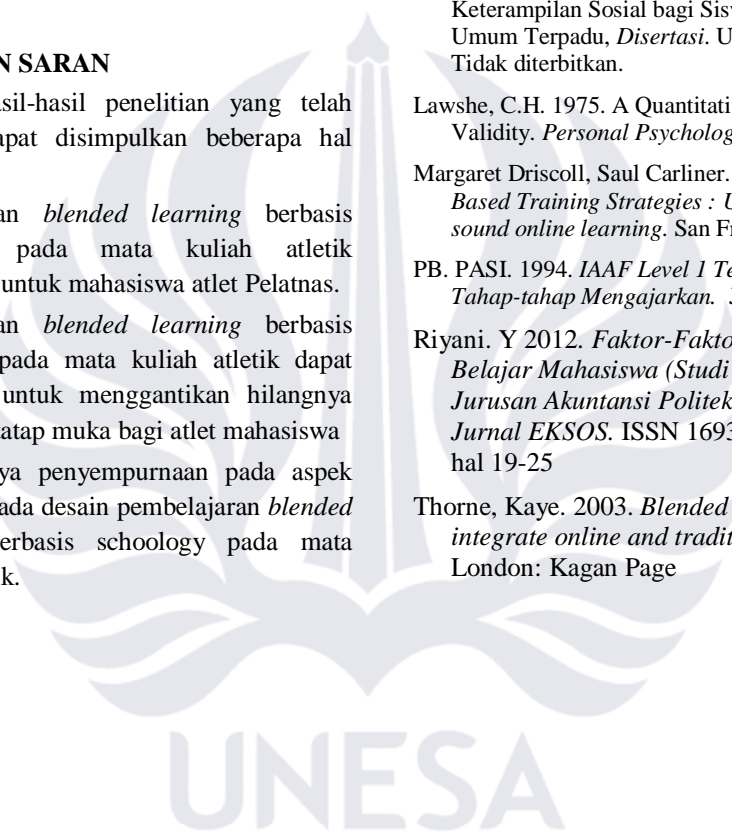 N SARAN
sil-hasil penelitian yang telah
apat disimpulkan beberapa hal
an blended learning berbasis
pada mata kuliah atletik
untuk mahasiswa atlet Pelatnas.
an blended learning berbasis
pada mata kuliah atletik dapat
untuk menggantikan hilangnya
tatap muka bagi atlet mahasiswa
ya penyempurnaan pada aspek
ada desain pembelajaran blended
erbasis schoology pada mata
k.
Keterampilan Sosial bagi Sisw
Umum Terpadu, Disertasi. U
Tidak diterbitkan.
Lawshe, C.H. 1975. A Quantitati
Validity. Personal Psycholog
Margaret Driscoll, Saul Carliner.
Based Training Strategies : U
sound online learning. San Fr
PB. PASI. 1994. IAAF Level 1 Te
Tahap-tahap Mengajarkan. J
Riyani. Y 2012. Faktor-Fakto
Belajar Mahasiswa (Studi
Jurusan Akuntansi Politek
Jurnal EKSOS. ISSN 1693
hal 19-25
Thorne, Kaye. 2003. Blended
integrate online and tradit
London: Kagan Page
UNESA